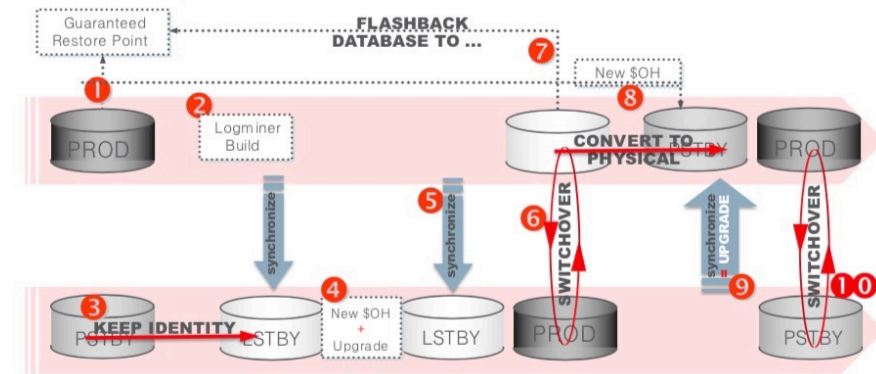 Guaranteed
Restore Point
FLASHBACK
DATABASE TO ...
7
New $OH
1
2
8
PROD
Logminer
Build
CONVERT TO
PHYSICAL
PSTBY
PROD
synchronize
5
synchronize
6
SWITCHOVER
synchronize
= UPGRADE
9
SWITCHOVER
10
3
KEEP IDENTITY
PSTBY
LSTBY
4
New $OH
+
Upgrade
LSTBY
PROD
PSTBY